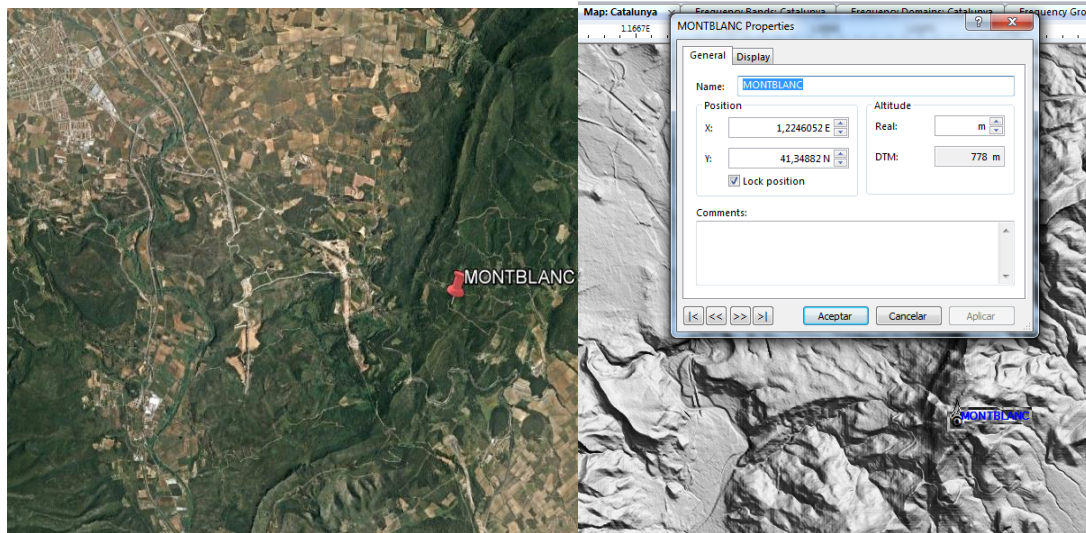 MONTBLANC
Map: Catalunya
Frequency Bands: Catalunya
Frequency Domains: Catalunya
Frequency Gro
1.1667E
MONTBLANC Properties
General
Display
Name:
MONTBLANC
Position
X:
1,2246052 E
Y:
41,34882 N
Lock position
Altitude
Real:
m
DTM:
778 m
Comments:
|<
<<
>>
>|
Aceptar
Cancelar
Aplicar
MONTBLANC